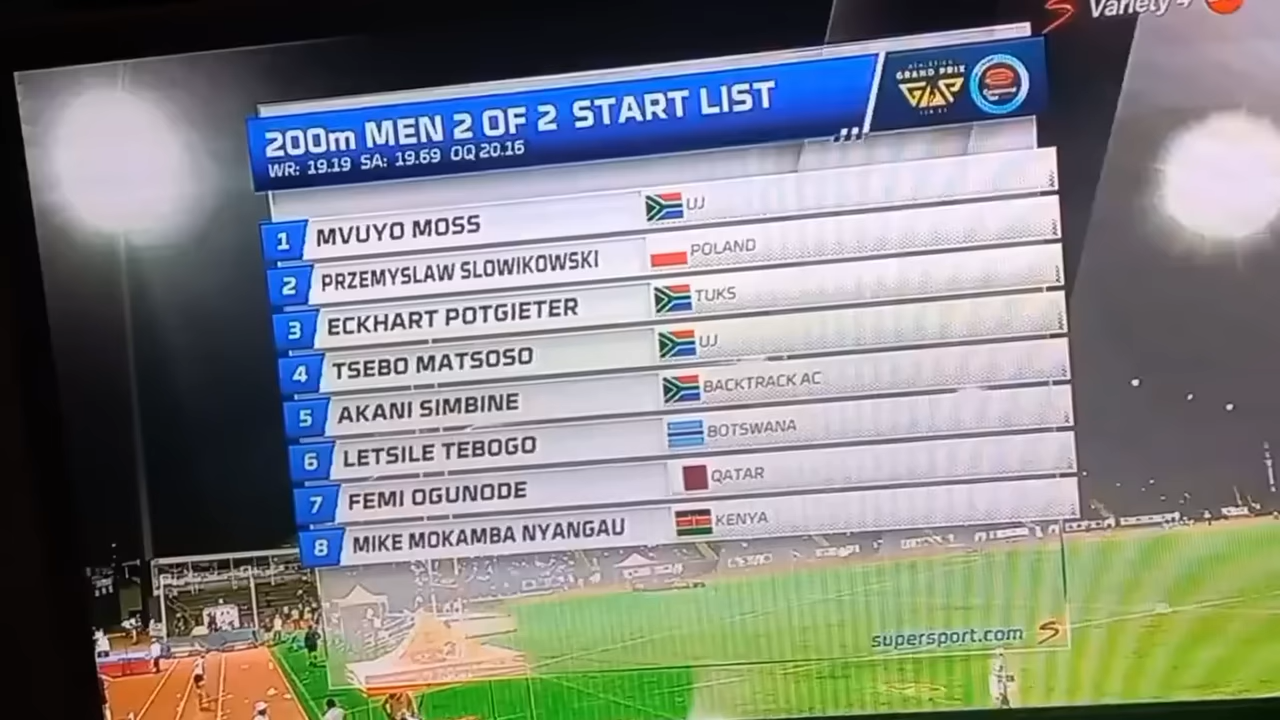 Variety 4
200m MEN 2 OF 2 START LIST
WR: 19.19 SA: 19.69 OQ 20.16
ATHLETICS
GRAND PRIX
SERIES
1 MVUYO MOSS UJ
2 PRZEMYSLAW SLOWIKOWSKI POLAND
3 ECKHART POTGIETER TUKS
4 TSEBO MATSOSO UJ
5 AKANI SIMBINE BACKTRACK AC
6 LETSILE TEBOGO BOTSWANA
7 FEMI OGUNODE QATAR
8 MIKE MOKAMBA NYANGAU KENYA
supersport.com